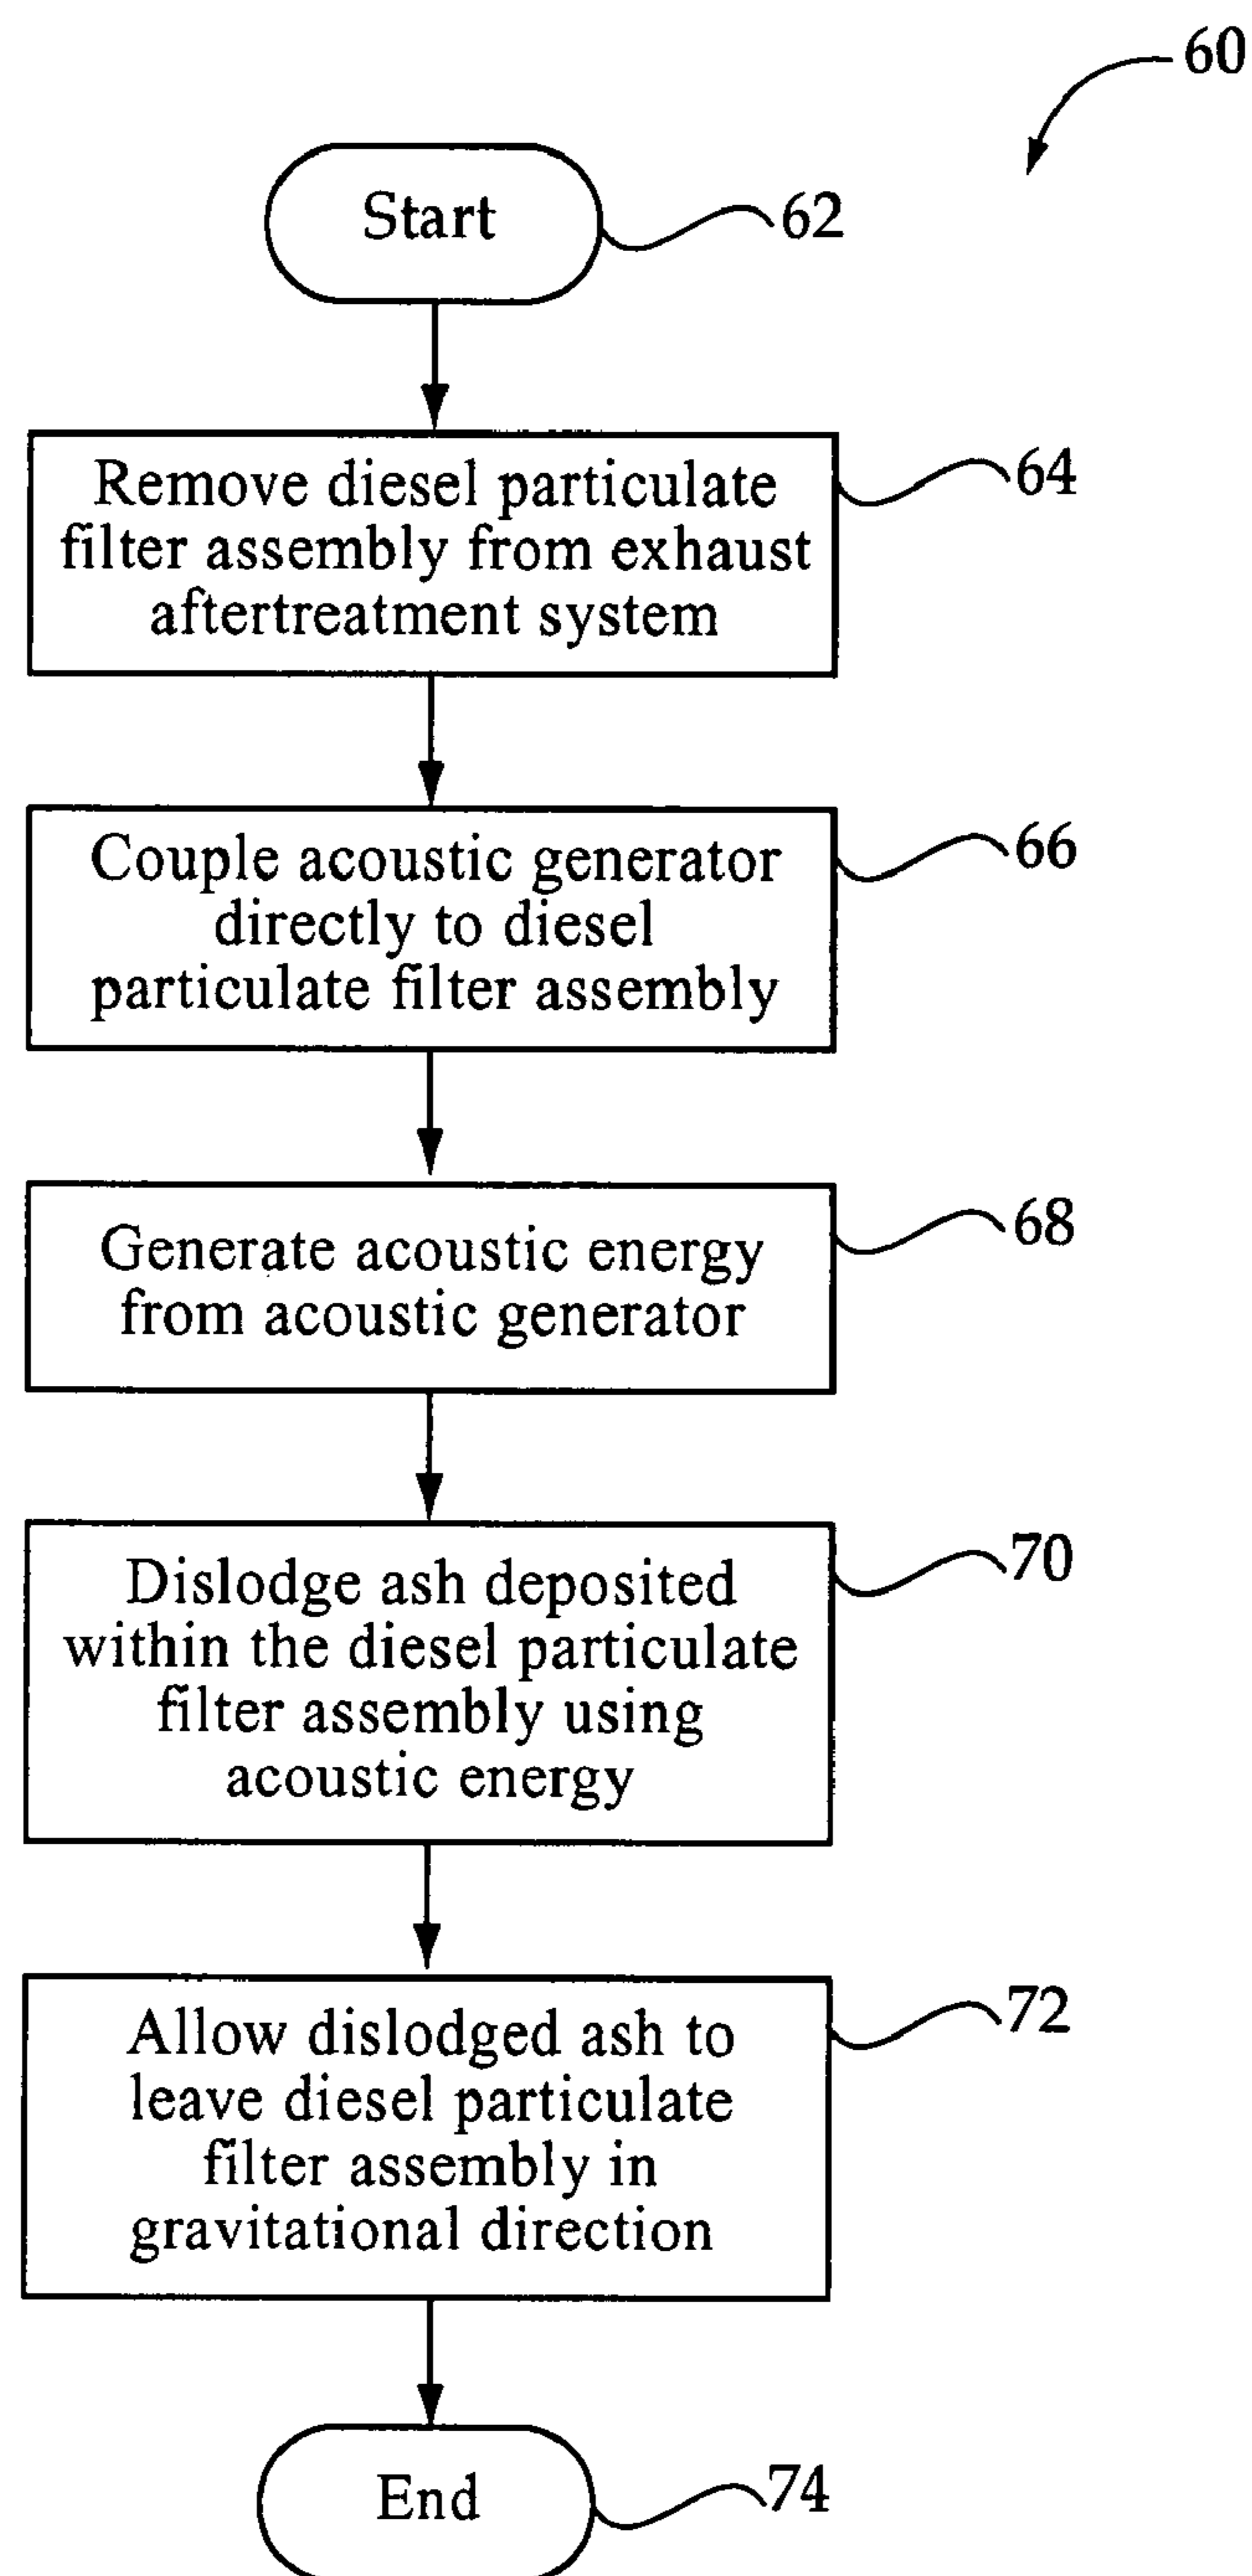 60
Start
62
Remove diesel particulate
filter assembly from exhaust
aftertreatment system
64
Couple acoustic generator
directly to diesel
particulate filter assembly
66
Generate acoustic energy
from acoustic generator
68
Dislodge ash deposited
within the diesel particulate
filter assembly using
acoustic energy
70
Allow dislodged ash to
leave diesel particulate
filter assembly in
gravitational direction
72
End
74